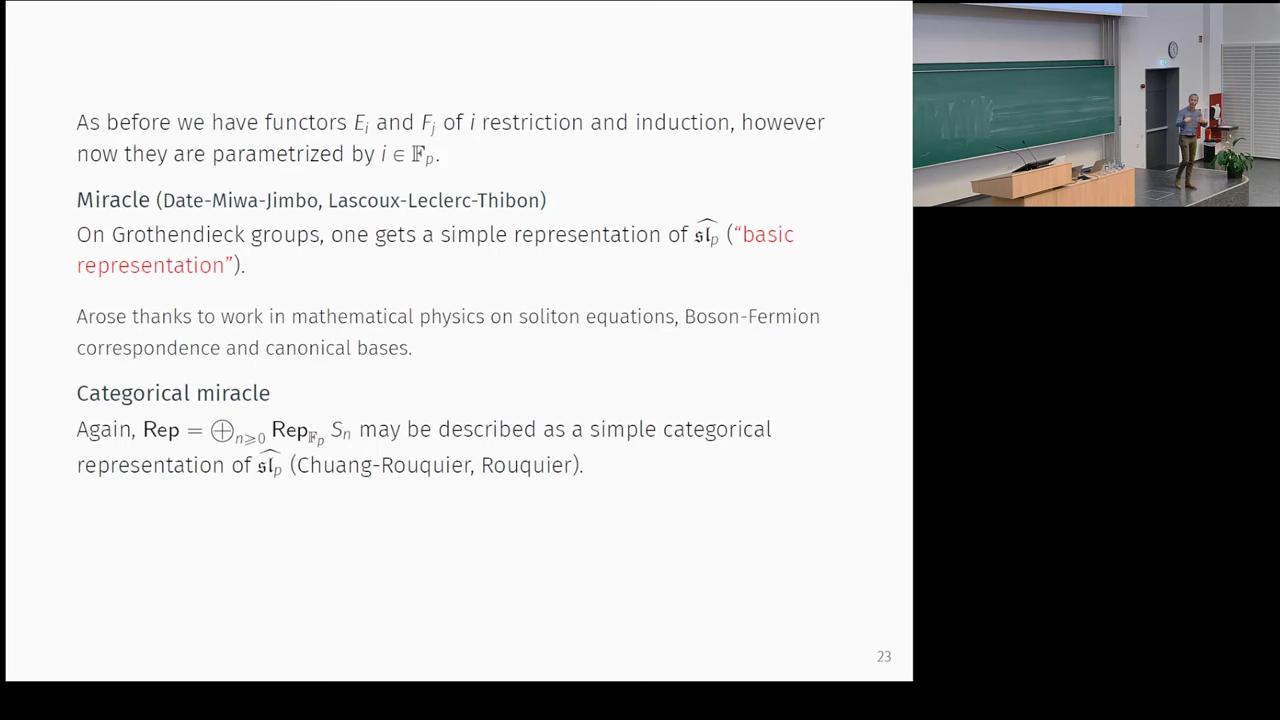 As before we have functors E_i and F_j of i restriction and induction, however
now they are parametrized by i ∈ 𝔽_p.
Miracle (Date-Miwa-Jimbo, Lascoux-Leclerc-Thibon)
On Grothendieck groups, one gets a simple representation of \widehat{𝔰𝔩_p} (“basic
representation”).
Arose thanks to work in mathematical physics on soliton equations, Boson-Fermion
correspondence and canonical bases.
Categorical miracle
Again, Rep = ⊕_{n⩾0} Rep_{𝔽_p} S_n may be described as a simple categorical
representation of \widehat{𝔰𝔩_p} (Chuang-Rouquier, Rouquier).
23